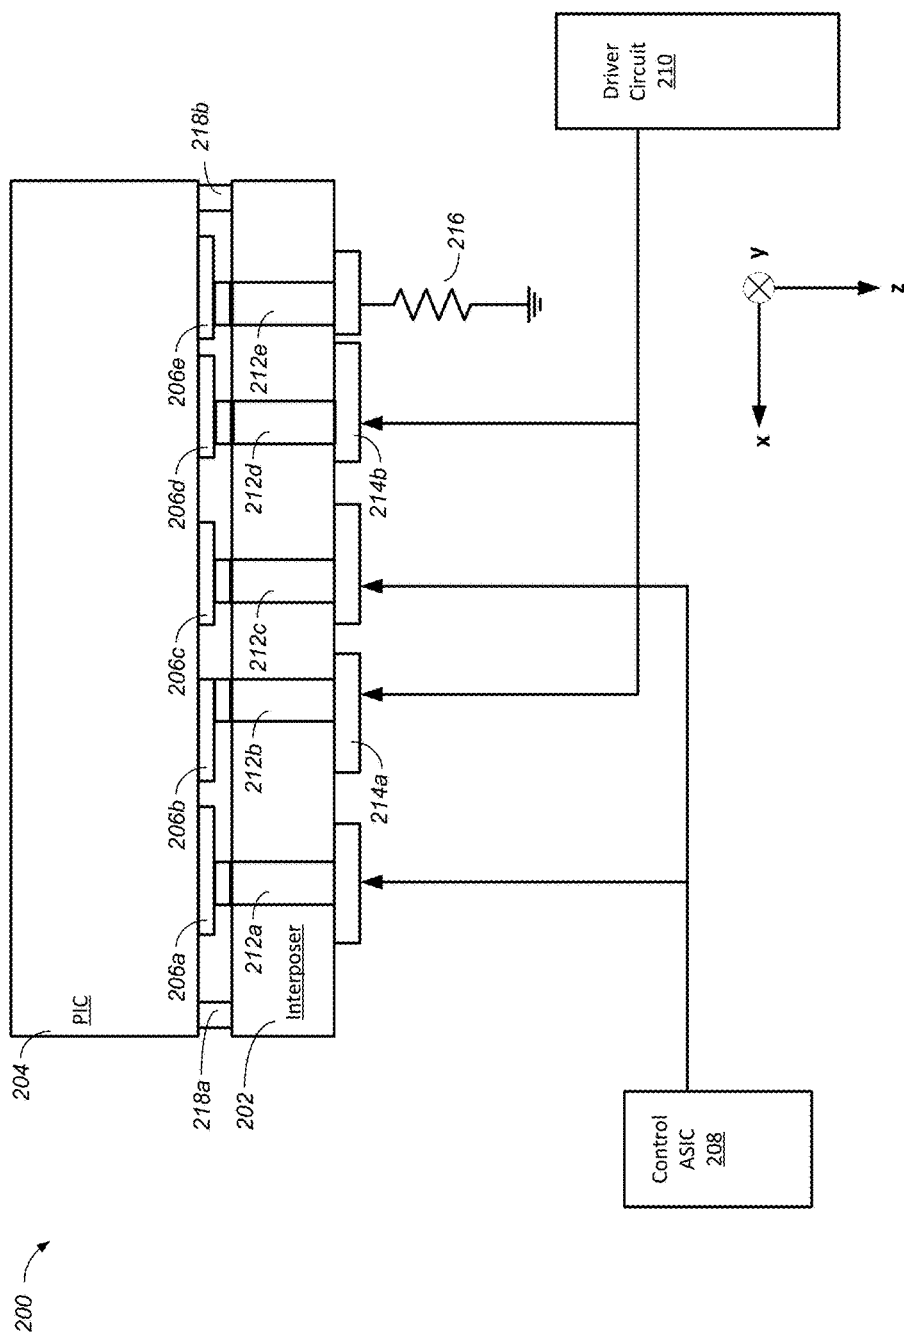 200
204
PIC
218a
206a
206b
206c
206d
206e
218b
202
Interposer
212a
212b
212c
212d
212e
214a
214b
216
Control
ASIC
208
Driver
Circuit
210
x
y
z